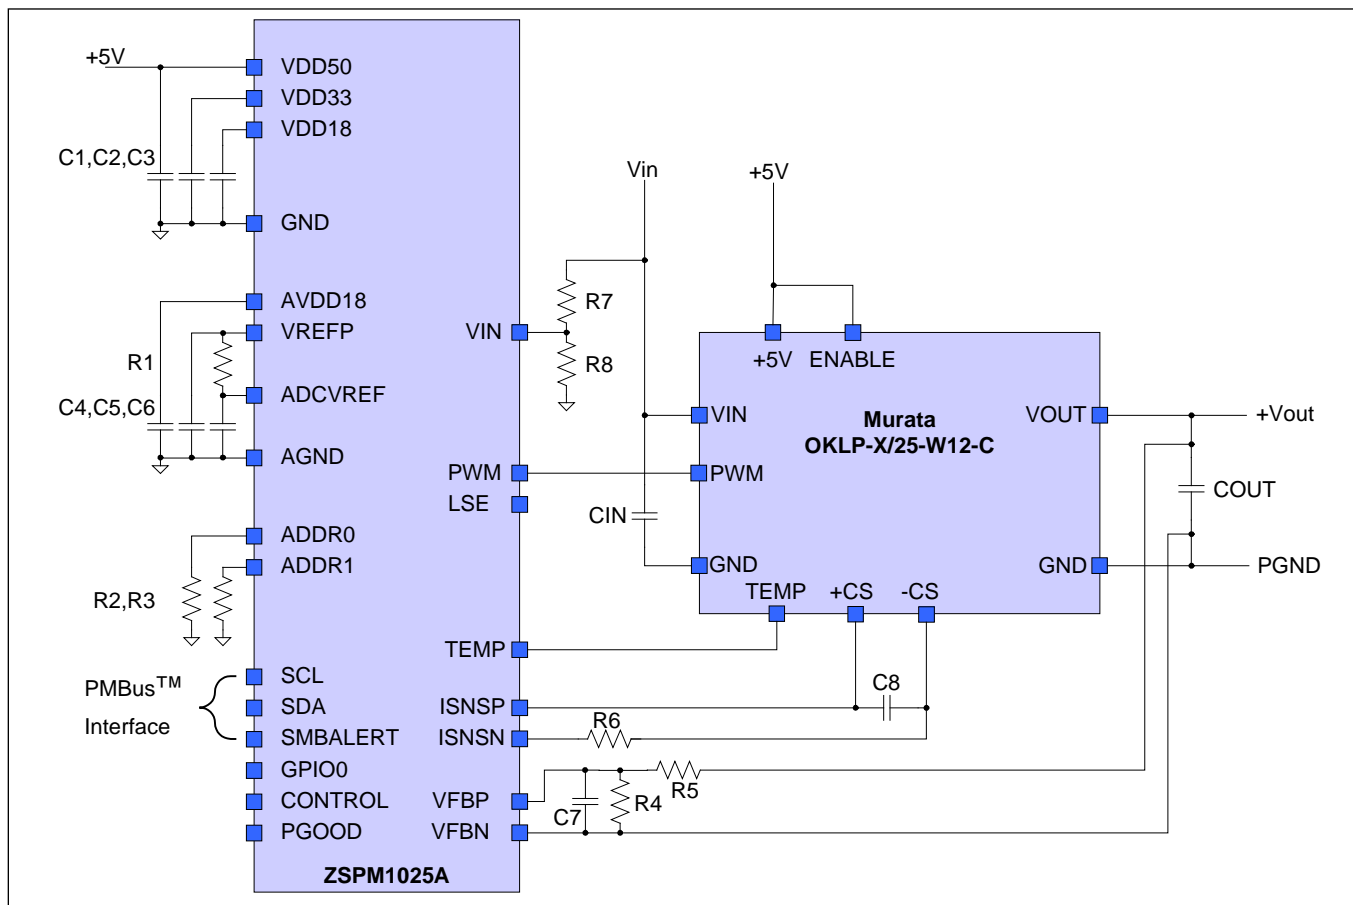 +5V
VDD50
VDD33
VDD18
C1,C2,C3
GND
AVDD18
VREFP
R1
ADCVREF
C4,C5,C6
AGND
ADDR0
ADDR1
R2,R3
SCL
PMBus™
SDA
Interface
SMBALERT
GPIO0
CONTROL
PGOOD
VIN
PWM
LSE
TEMP
ISNSP
ISNSN
VFBP
VFBN
ZSPM1025A
Vin
+5V
R7
R8
CIN
+5V
ENABLE
VIN
Murata
OKLP-X/25-W12-C
VOUT
PWM
GND
GND
TEMP
+CS
-CS
+Vout
COUT
PGND
C8
R6
R5
C7
R4